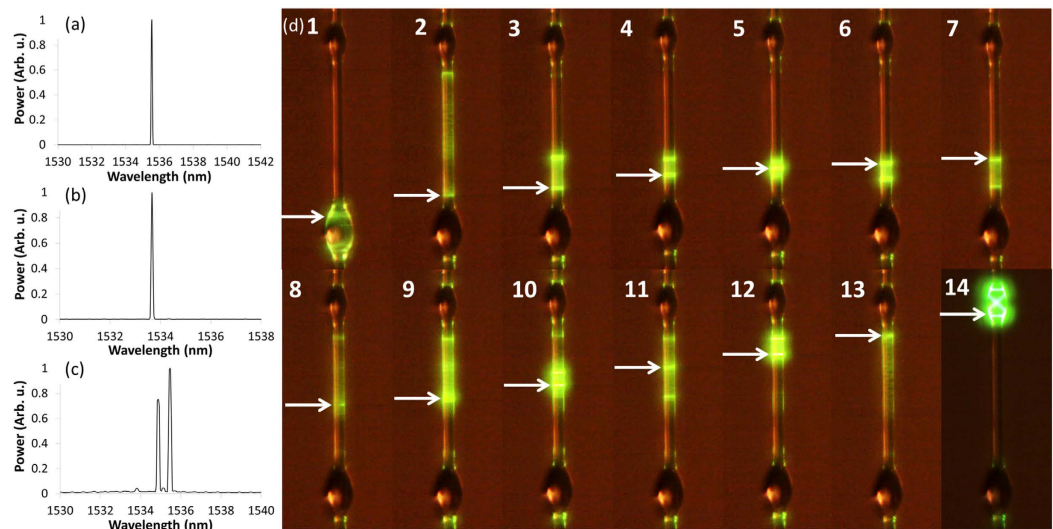 (a)
Power (Arb. u.)
1
0.8
0.6
0.4
0.2
0
1530 1532 1534 1536 1538 1540 1542
Wavelength (nm)
(b)
Power (Arb. u.)
1
0.8
0.6
0.4
0.2
0
1530 1532 1534 1536 1538
Wavelength (nm)
(c)
Power (Arb. u.)
1
0.8
0.6
0.4
0.2
0
1530 1532 1534 1536 1538 1540
Wavelength (nm)
(d) 1 2 3 4 5 6 7
8 9 10 11 12 13 14